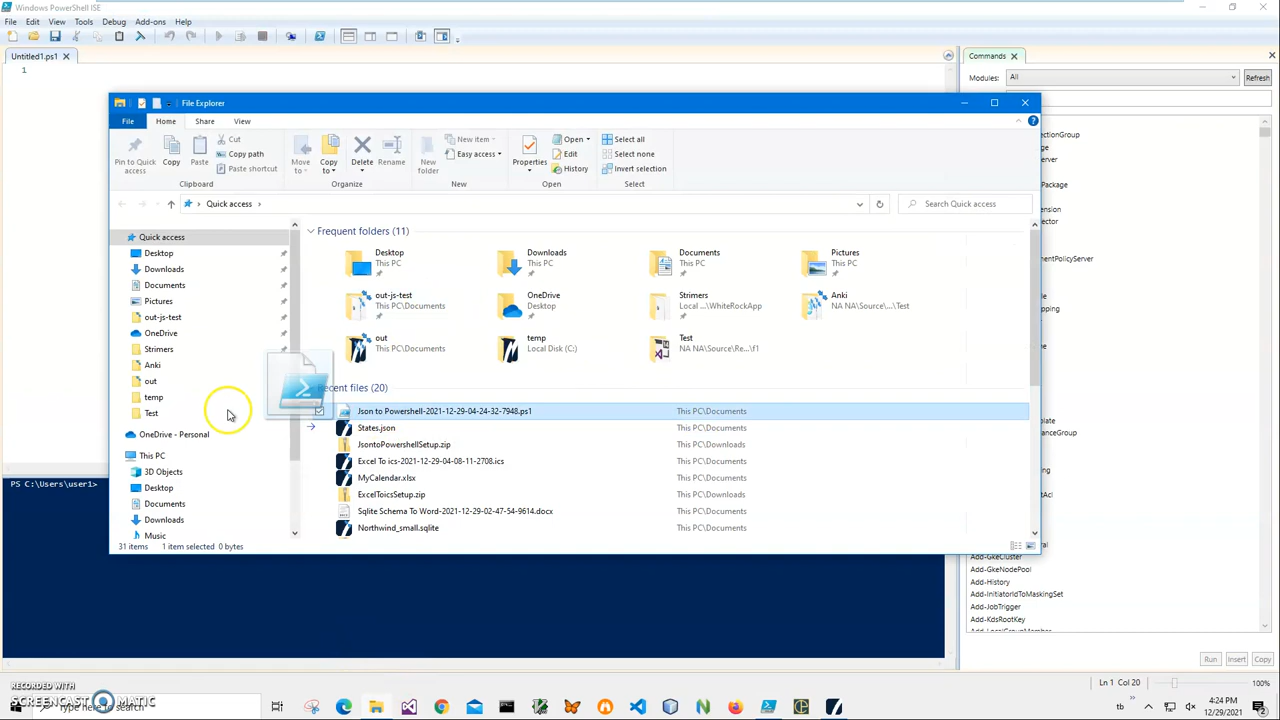 Windows PowerShell ISE
File Edit View Tools Debug Add-ons Help
Untitled1.ps1
1
Commands
Modules: All Refresh
File Explorer
File Home Share View
Pin to Quick access
Copy
Paste
Cut
Copy path
Paste shortcut
Move to
Copy to
Delete
Rename
New folder
New item
Easy access
Properties
Open
Edit
History
Select all
Select none
Invert selection
Clipboard Organize New Open Select
Quick access
Search Quick access
Quick access
Desktop
Downloads
Documents
Pictures
out-js-test
OneDrive
Strimers
Anki
out
temp
Test
OneDrive - Personal
This PC
3D Objects
Desktop
Documents
Downloads
Music
Frequent folders (11)
Desktop
This PC
Downloads
This PC
Documents
This PC
Pictures
This PC
out-js-test
This PC\Documents
OneDrive
Desktop
Strimers
Local ...\WhiteRockApp
Anki
NA NA\Source\...\Test
out
This PC\Documents
temp
Local Disk (C:)
Test
NA NA\Source\Re...\f1
Recent files (20)
Json to Powershell-2021-12-29-04-24-32-7948.ps1 This PC\Documents
States.json This PC\Documents
JsontoPowershellSetup.zip This PC\Downloads
Excel To ics-2021-12-29-04-08-11-2708.ics This PC\Documents
MyCalendar.xlsx This PC\Documents
ExcelToicsSetup.zip This PC\Downloads
Sqlite Schema To Word-2021-12-29-02-47-54-9614.docx This PC\Documents
Northwind_small.sqlite This PC\Documents
31 items 1 item selected 0 bytes
PS C:\Users\user1>
Add-GkeCluster
Add-GkeNodePool
Add-History
Add-InitiatorIdToMaskingSet
Add-JobTrigger
Add-KdsRootKey
Add-LocalGroupMember
Run Insert Copy
Ln 1 Col 20 100%
RECORDED WITH
SCREENCAST MATIC
4:24 PM
12/29/2021